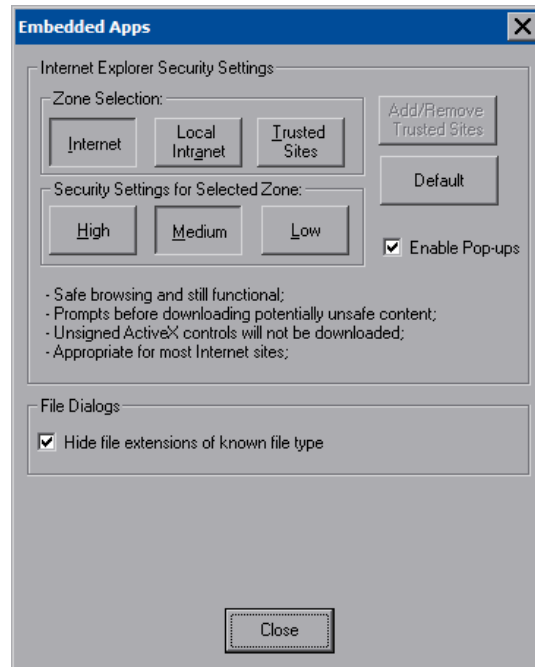 Embedded Apps
Internet Explorer Security Settings
Zone Selection:
Internet
Local
Intranet
Trusted
Sites
Add/Remove
Trusted Sites
Default
Security Settings for Selected Zone:
High
Medium
Low
Enable Pop-ups
- Safe browsing and still functional;
- Prompts before downloading potentially unsafe content;
- Unsigned ActiveX controls will not be downloaded;
- Appropriate for most Internet sites;
File Dialogs
Hide file extensions of known file type
Close